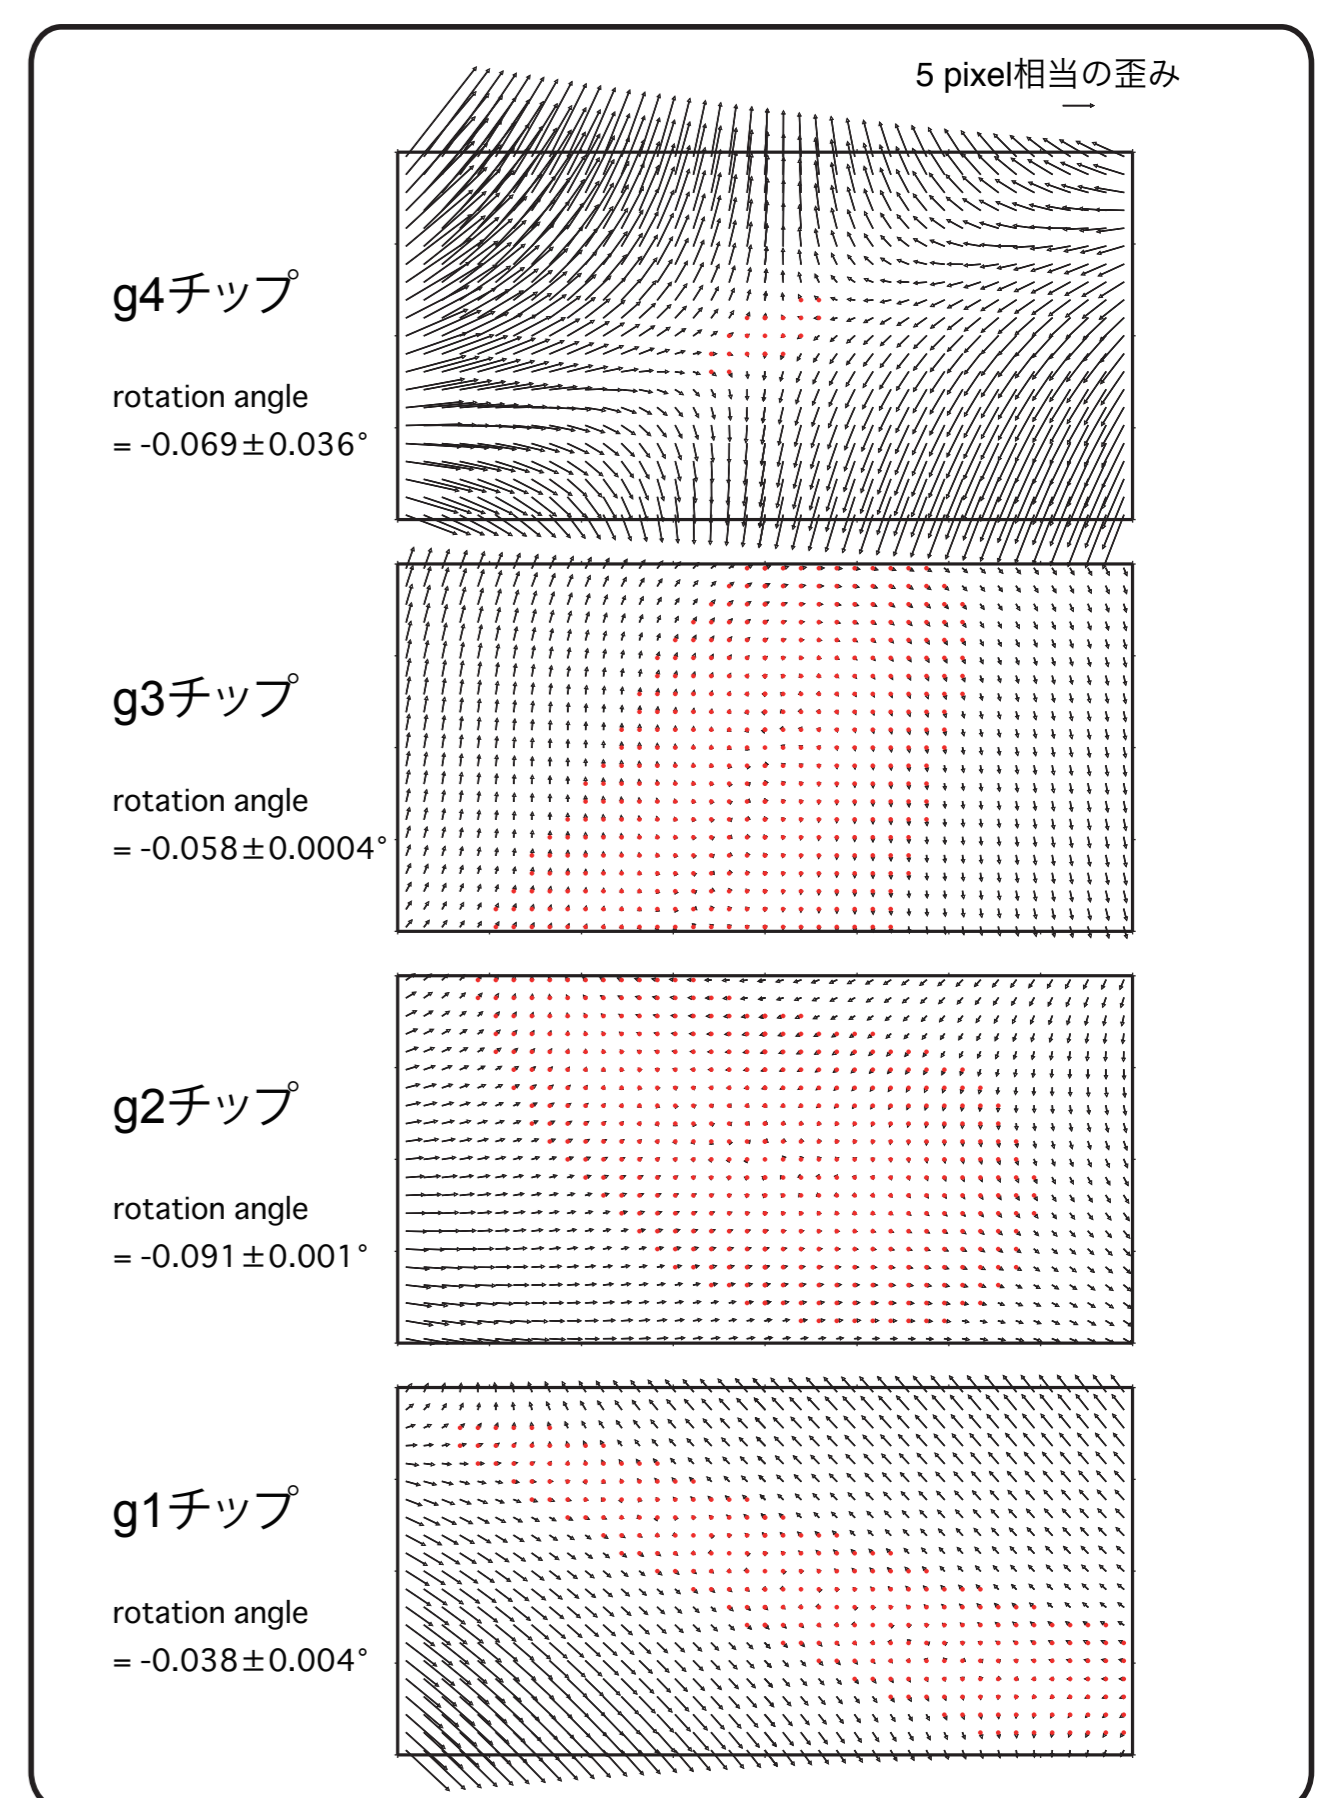 5 pixel相当の歪み
g4チップ
rotation angle
= -0.069±0.036°
g3チップ
rotation angle
= -0.058±0.0004°
g2チップ
rotation angle
= -0.091±0.001°
g1チップ
rotation angle
= -0.038±0.004°